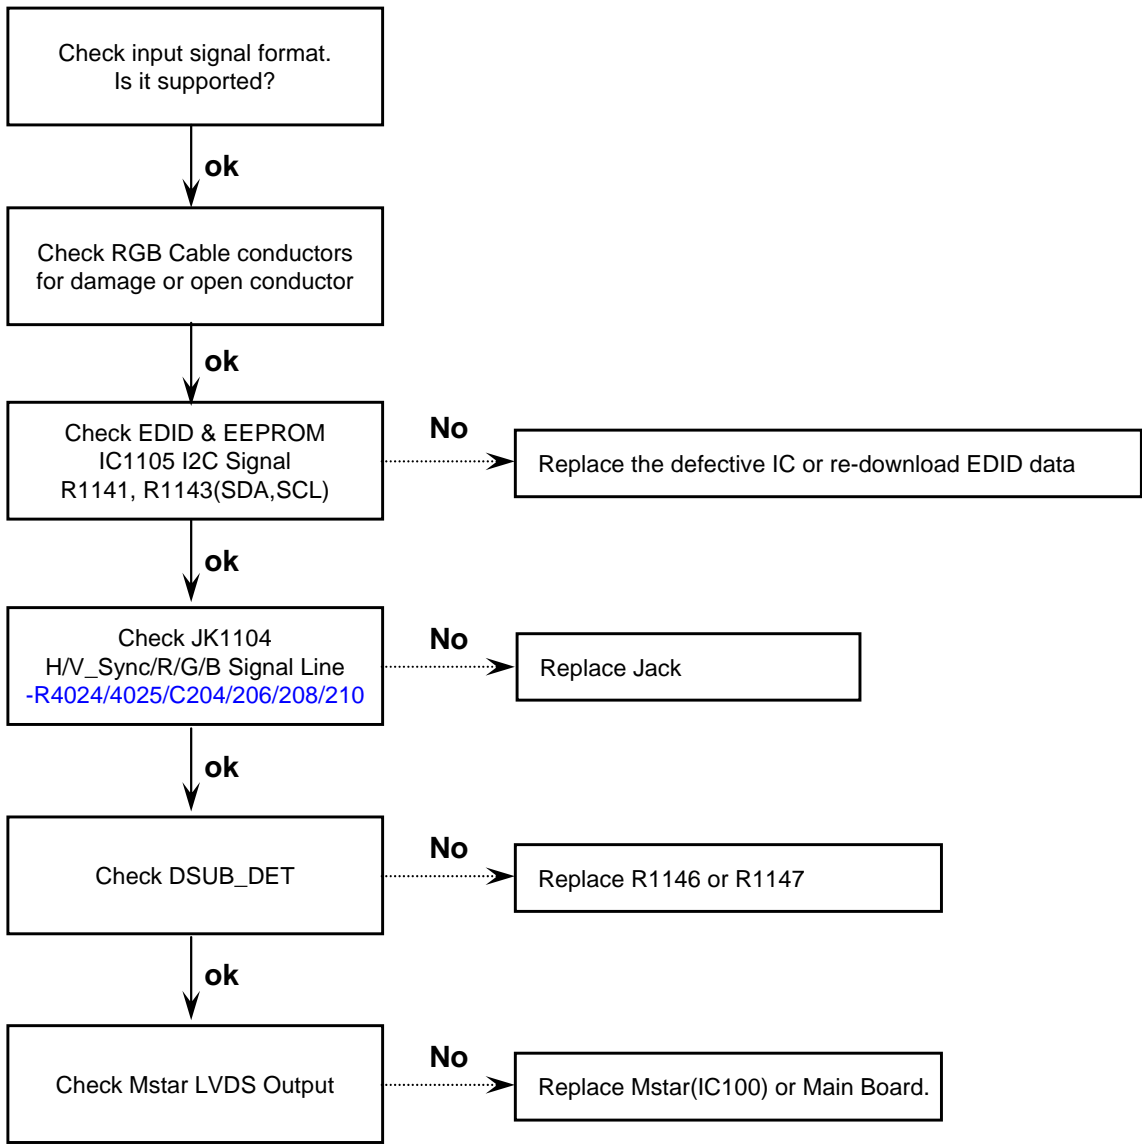 Check input signal format.
Is it supported?
ok
Check RGB Cable conductors
for damage or open conductor
ok
Check EDID & EEPROM
IC1105 I2C Signal
R1141, R1143(SDA,SCL)
No
Replace the defective IC or re-download EDID data
ok
Check JK1104
H/V_Sync/R/G/B Signal Line
-R4024/4025/C204/206/208/210
No
Replace Jack
ok
Check DSUB_DET
No
Replace R1146 or R1147
ok
Check Mstar LVDS Output
No
Replace Mstar(IC100) or Main Board.